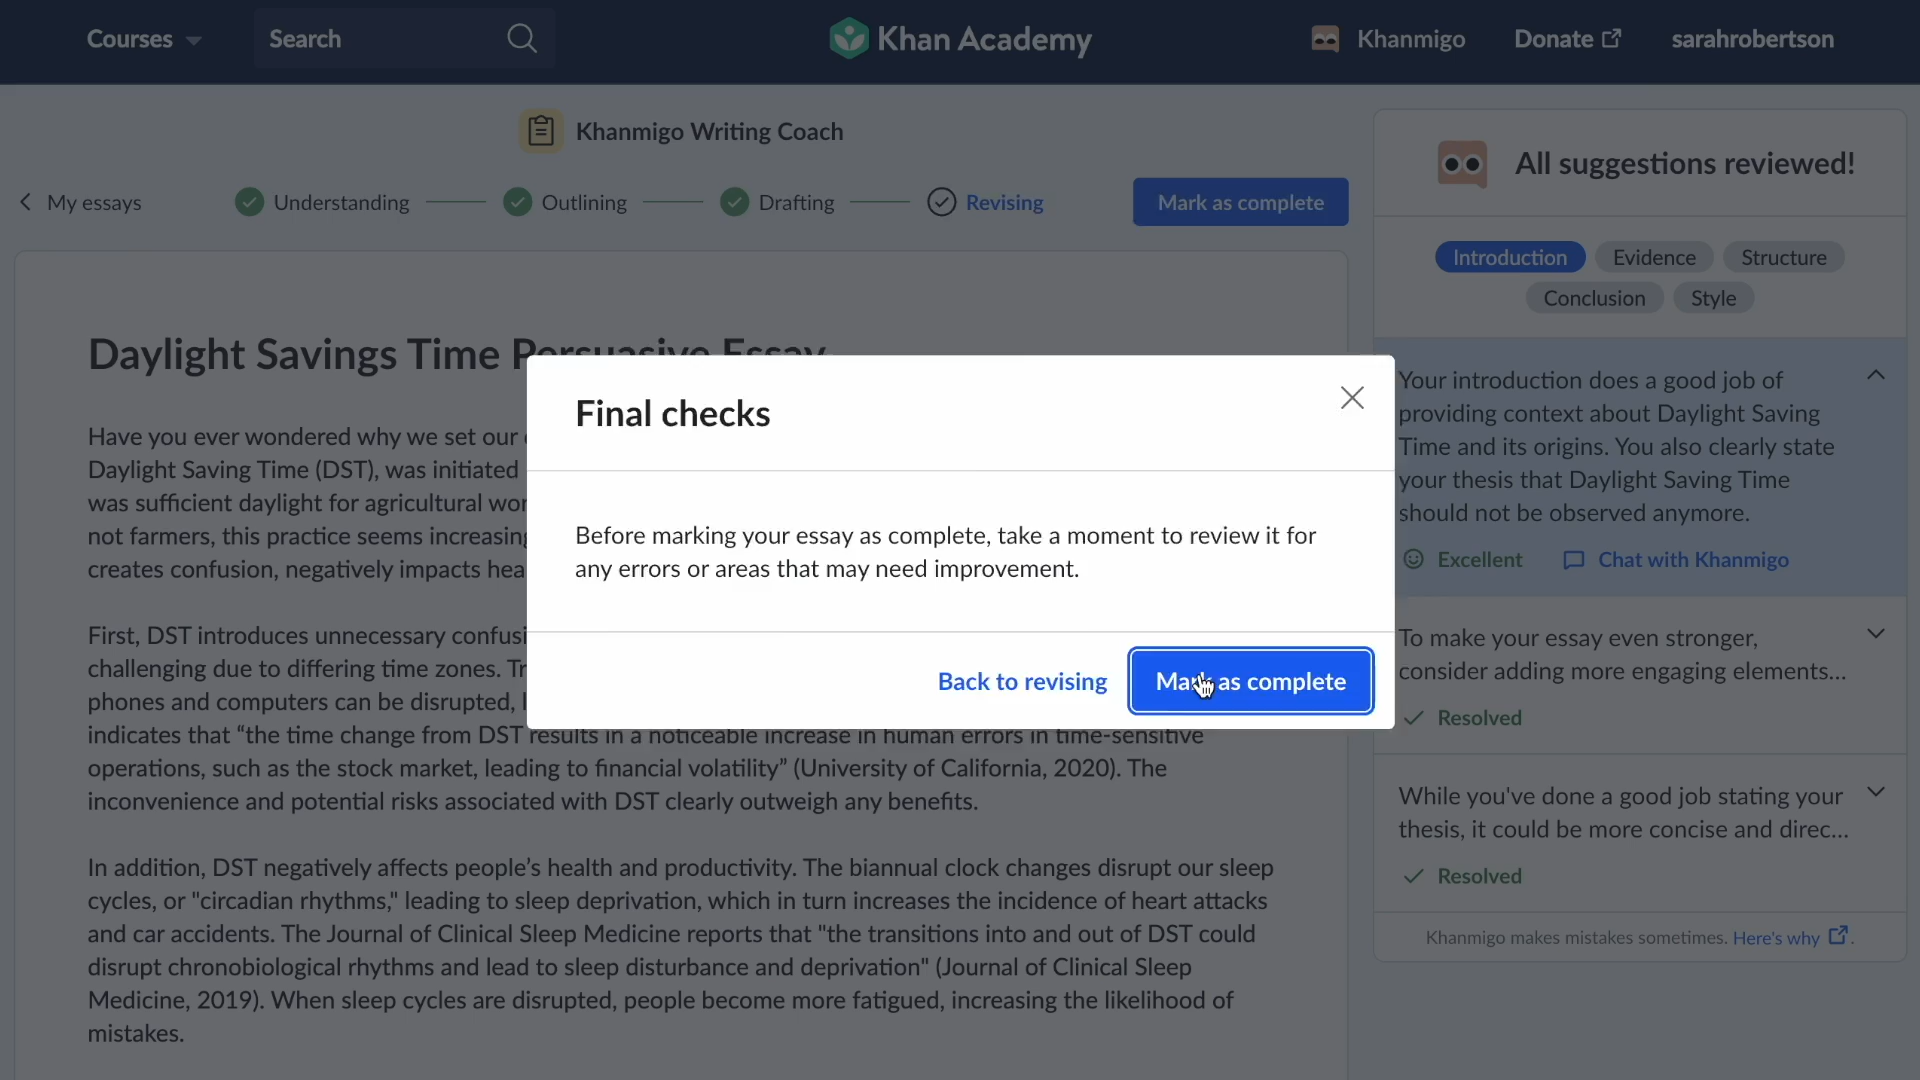 Courses
Search
Khan Academy
Khanmigo
Donate
sarahrobertson
Khanmigo Writing Coach
My essays
Understanding
Outlining
Drafting
Revising
Mark as complete
All suggestions reviewed!
Introduction
Evidence
Structure
Conclusion
Style
Daylight Savings Time Persuasive Essay
Have you ever wondered why we set our
Daylight Saving Time (DST), was initiated
was sufficient daylight for agricultural
not farmers, this practice seems
creates confusion, negatively impacts
First, DST introduces unnecessary
challenging due to differing time zones.
phones and computers can be disrupted,
indicates that “the time change from DST results in a noticeable increase in human errors in time-sensitive
operations, such as the stock market, leading to financial volatility” (University of California, 2020). The
inconvenience and potential risks associated with DST clearly outweigh any benefits.
In addition, DST negatively affects people’s health and productivity. The biannual clock changes disrupt our sleep
cycles, or "circadian rhythms," leading to sleep deprivation, which in turn increases the incidence of heart attacks
and car accidents. The Journal of Clinical Sleep Medicine reports that "the transitions into and out of DST could
disrupt chronobiological rhythms and lead to sleep disturbance and deprivation" (Journal of Clinical Sleep
Medicine, 2019). When sleep cycles are disrupted, people become more fatigued, increasing the likelihood of
mistakes.
Final checks
Before marking your essay as complete, take a moment to review it for
any errors or areas that may need improvement.
Back to revising
Mark as complete
Your introduction does a good job of
providing context about Daylight Saving
Time and its origins. You also clearly state
your thesis that Daylight Saving Time
should not be observed anymore.
Excellent
Chat with Khanmigo
To make your essay even stronger,
consider adding more engaging elements...
Resolved
While you've done a good job stating your
thesis, it could be more concise and direc...
Resolved
Khanmigo makes mistakes sometimes. Here's why.